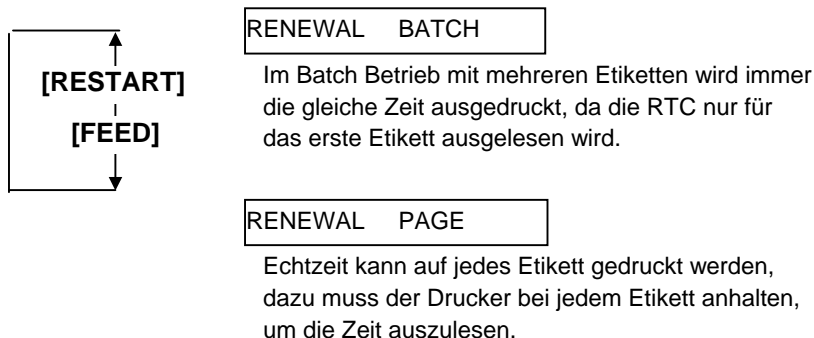 RENEWAL BATCH
[RESTART]
[FEED]
Im Batch Betrieb mit mehreren Etiketten wird immer
die gleiche Zeit ausgedruckt, da die RTC nur für
das erste Etikett ausgelesen wird.
RENEWAL PAGE
Echtzeit kann auf jedes Etikett gedruckt werden,
dazu muss der Drucker bei jedem Etikett anhalten,
um die Zeit auszulesen.